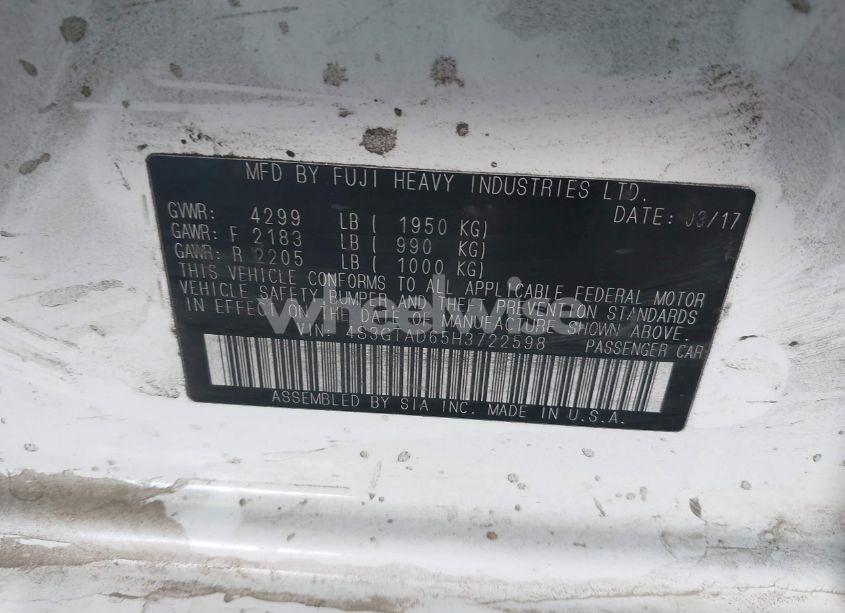 MFD BY FUJI HEAVY INDUSTRIES LTD.
DATE: 03/17
GVWR: 4299 LB ( 1950 KG)
GAWR: F 2183 LB ( 990 KG)
GAWR: R 2205 LB ( 1000 KG)
THIS VEHICLE CONFORMS TO ALL APPLICABLE FEDERAL MOTOR
VEHICLE SAFETY, BUMPER AND THEFT PREVENTION STANDARDS
IN EFFECT ON THE DATE OF MANUFACTURE SHOWN ABOVE.
wheelwise
VIN: 4S3GTAD65H3722598 PASSENGER CAR
ASSEMBLED BY SIA INC. MADE IN U.S.A.